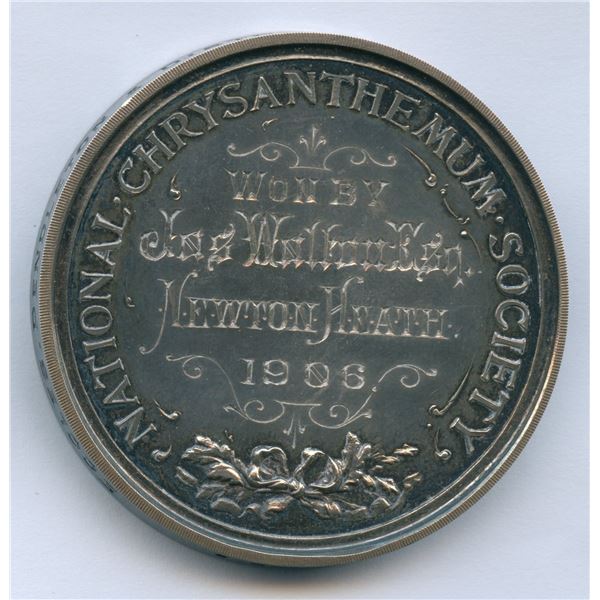 NATIONAL · CHRYSANTHEMUM · SOCIETY
WON BY
Jas Walton Esq.
NEWTON HEATH
1906